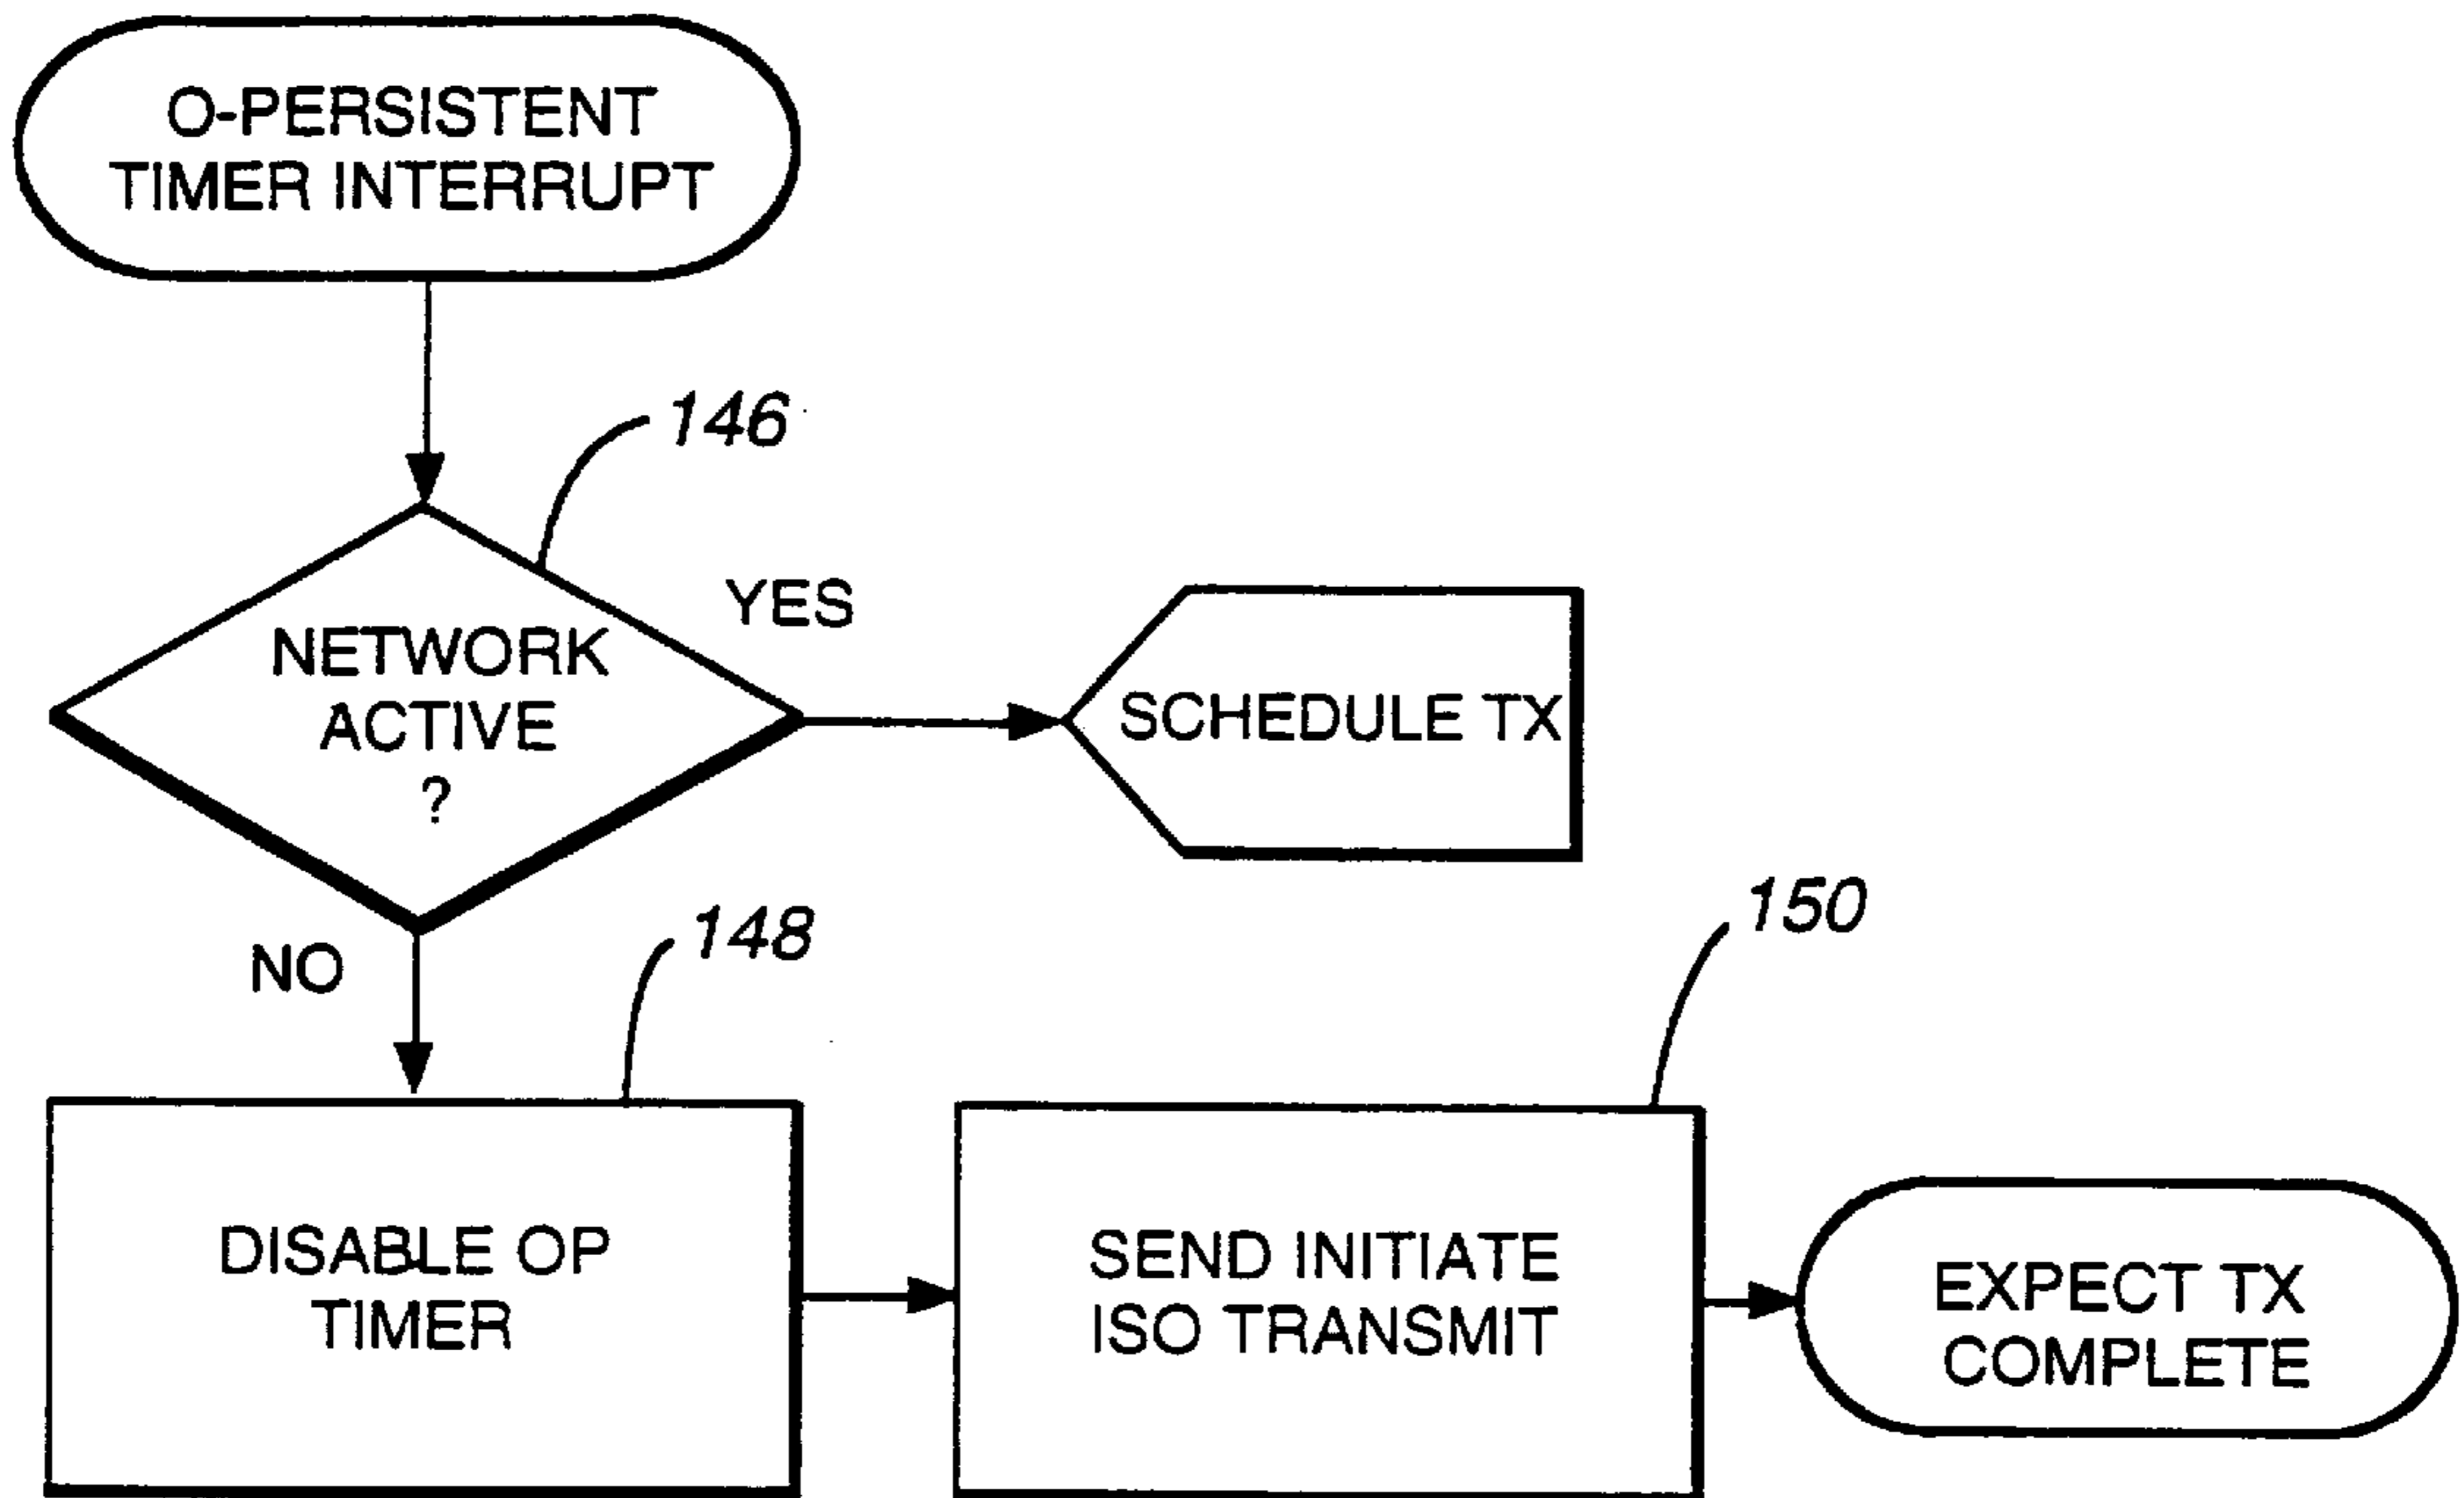 O-PERSISTENT
TIMER INTERRUPT
146
YES
NETWORK
ACTIVE
?
SCHEDULE TX
NO
148
150
DISABLE OP
TIMER
SEND INITIATE
ISO TRANSMIT
EXPECT TX
COMPLETE